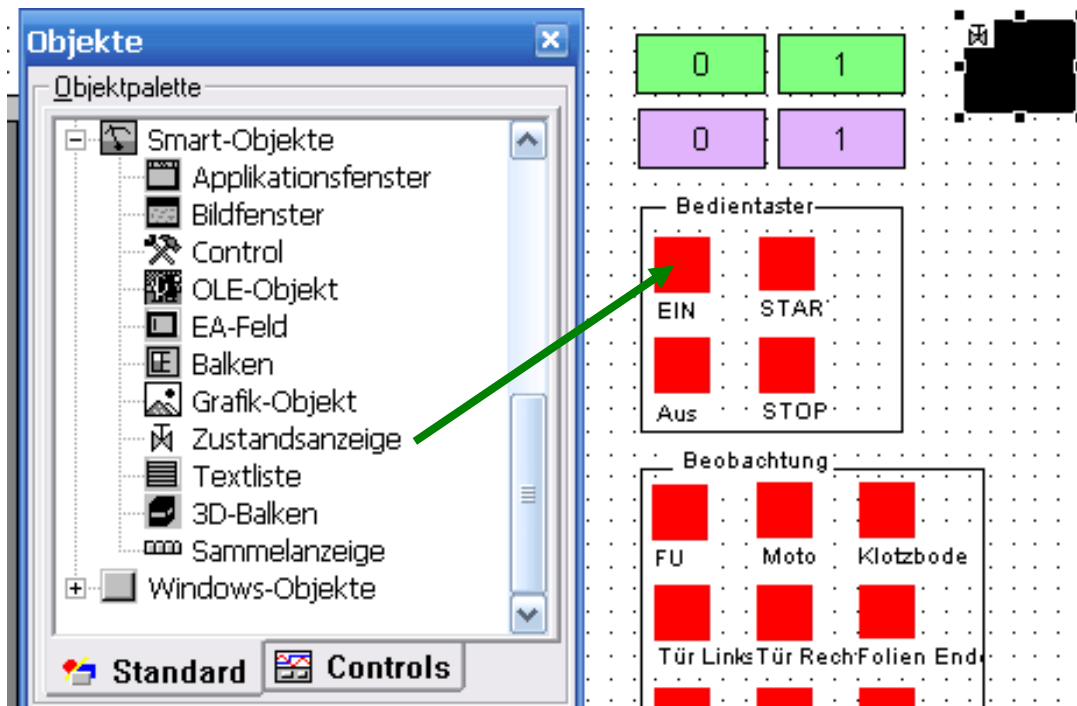 Objekte
Objektpalette
Smart-Objekte
Applikationsfenster
Bildfenster
Control
OLE-Objekt
EA-Feld
Balken
Grafik-Objekt
Zustandsanzeige
Textliste
3D-Balken
Sammelanzeige
Windows-Objekte
Standard Controls
0 1
0 1
Bedientaster
EIN STAR
Aus STOP
Beobachtung
FU Moto Klotzbode
Tür Links Tür Rech Folien End